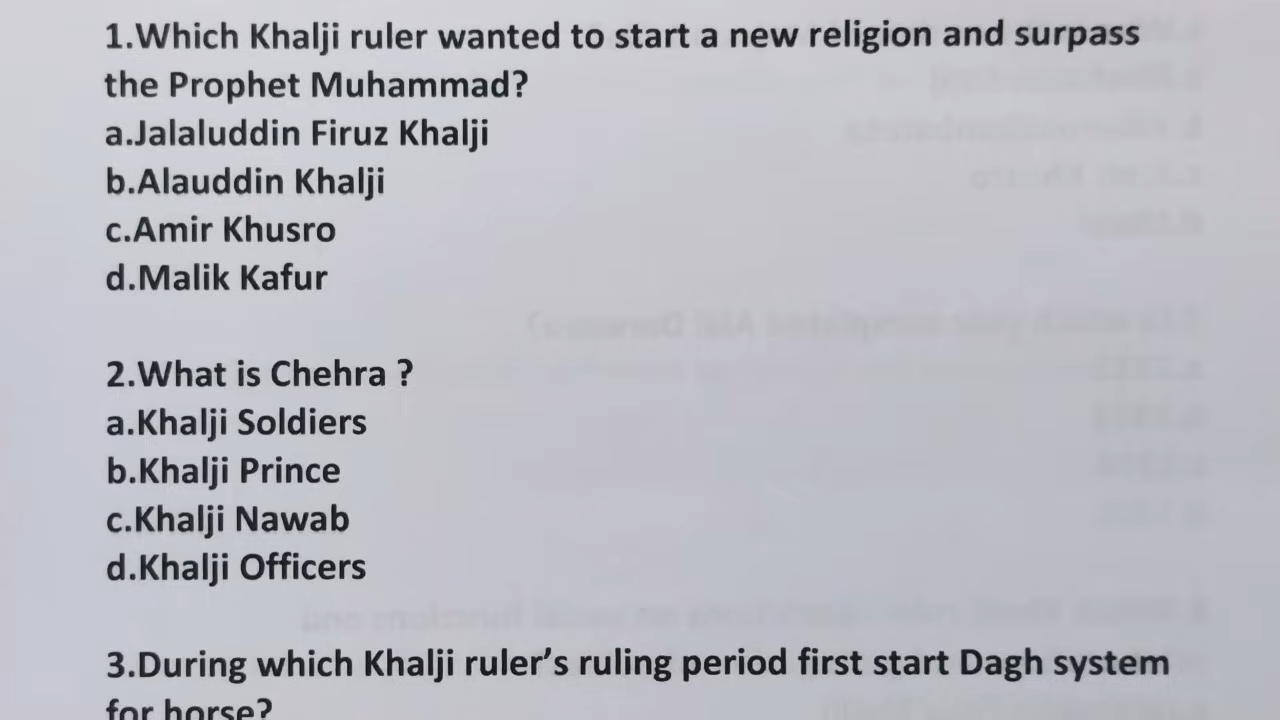 1.Which Khalji ruler wanted to start a new religion and surpass
the Prophet Muhammad?
a.Jalaluddin Firuz Khalji
b.Alauddin Khalji
c.Amir Khusro
d.Malik Kafur
2.What is Chehra ?
a.Khalji Soldiers
b.Khalji Prince
c.Khalji Nawab
d.Khalji Officers
3.During which Khalji ruler's ruling period first start Dagh system
for horse?